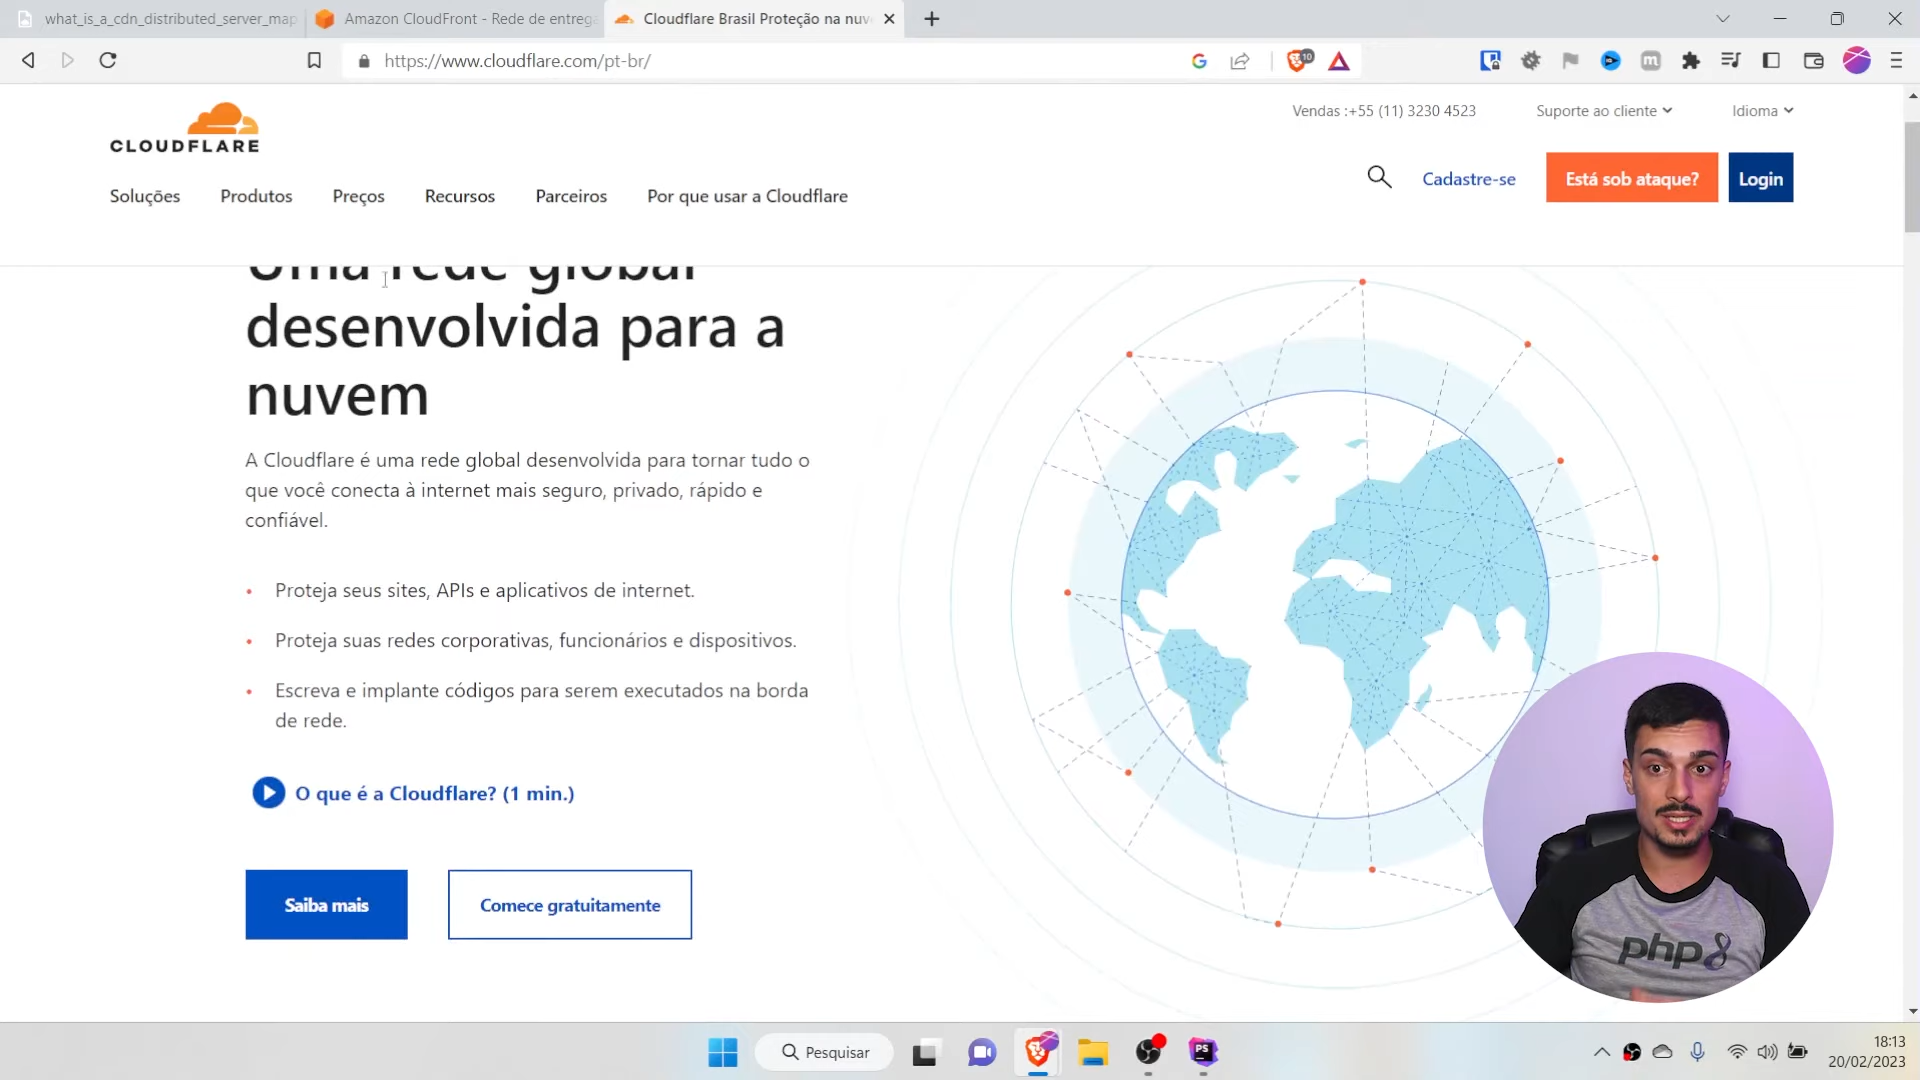 what_is_a_cdn_distributed_server_map
Amazon CloudFront - Rede de entrega
Cloudflare Brasil Proteção na nuv
https://www.cloudflare.com/pt-br/
10
m
CLOUDFLARE
Vendas :+55 (11) 3230 4523
Suporte ao cliente
Idioma
Soluções
Produtos
Preços
Recursos
Parceiros
Por que usar a Cloudflare
Cadastre-se
Está sob ataque?
Login
Uma rede global
desenvolvida para a
nuvem
A Cloudflare é uma rede global desenvolvida para tornar tudo o
que você conecta à internet mais seguro, privado, rápido e
confiável.
• Proteja seus sites, APIs e aplicativos de internet.
• Proteja suas redes corporativas, funcionários e dispositivos.
• Escreva e implante códigos para serem executados na borda
de rede.
O que é a Cloudflare? (1 min.)
Saiba mais
Comece gratuitamente
php8
Pesquisar
PS
18:13
20/02/2023